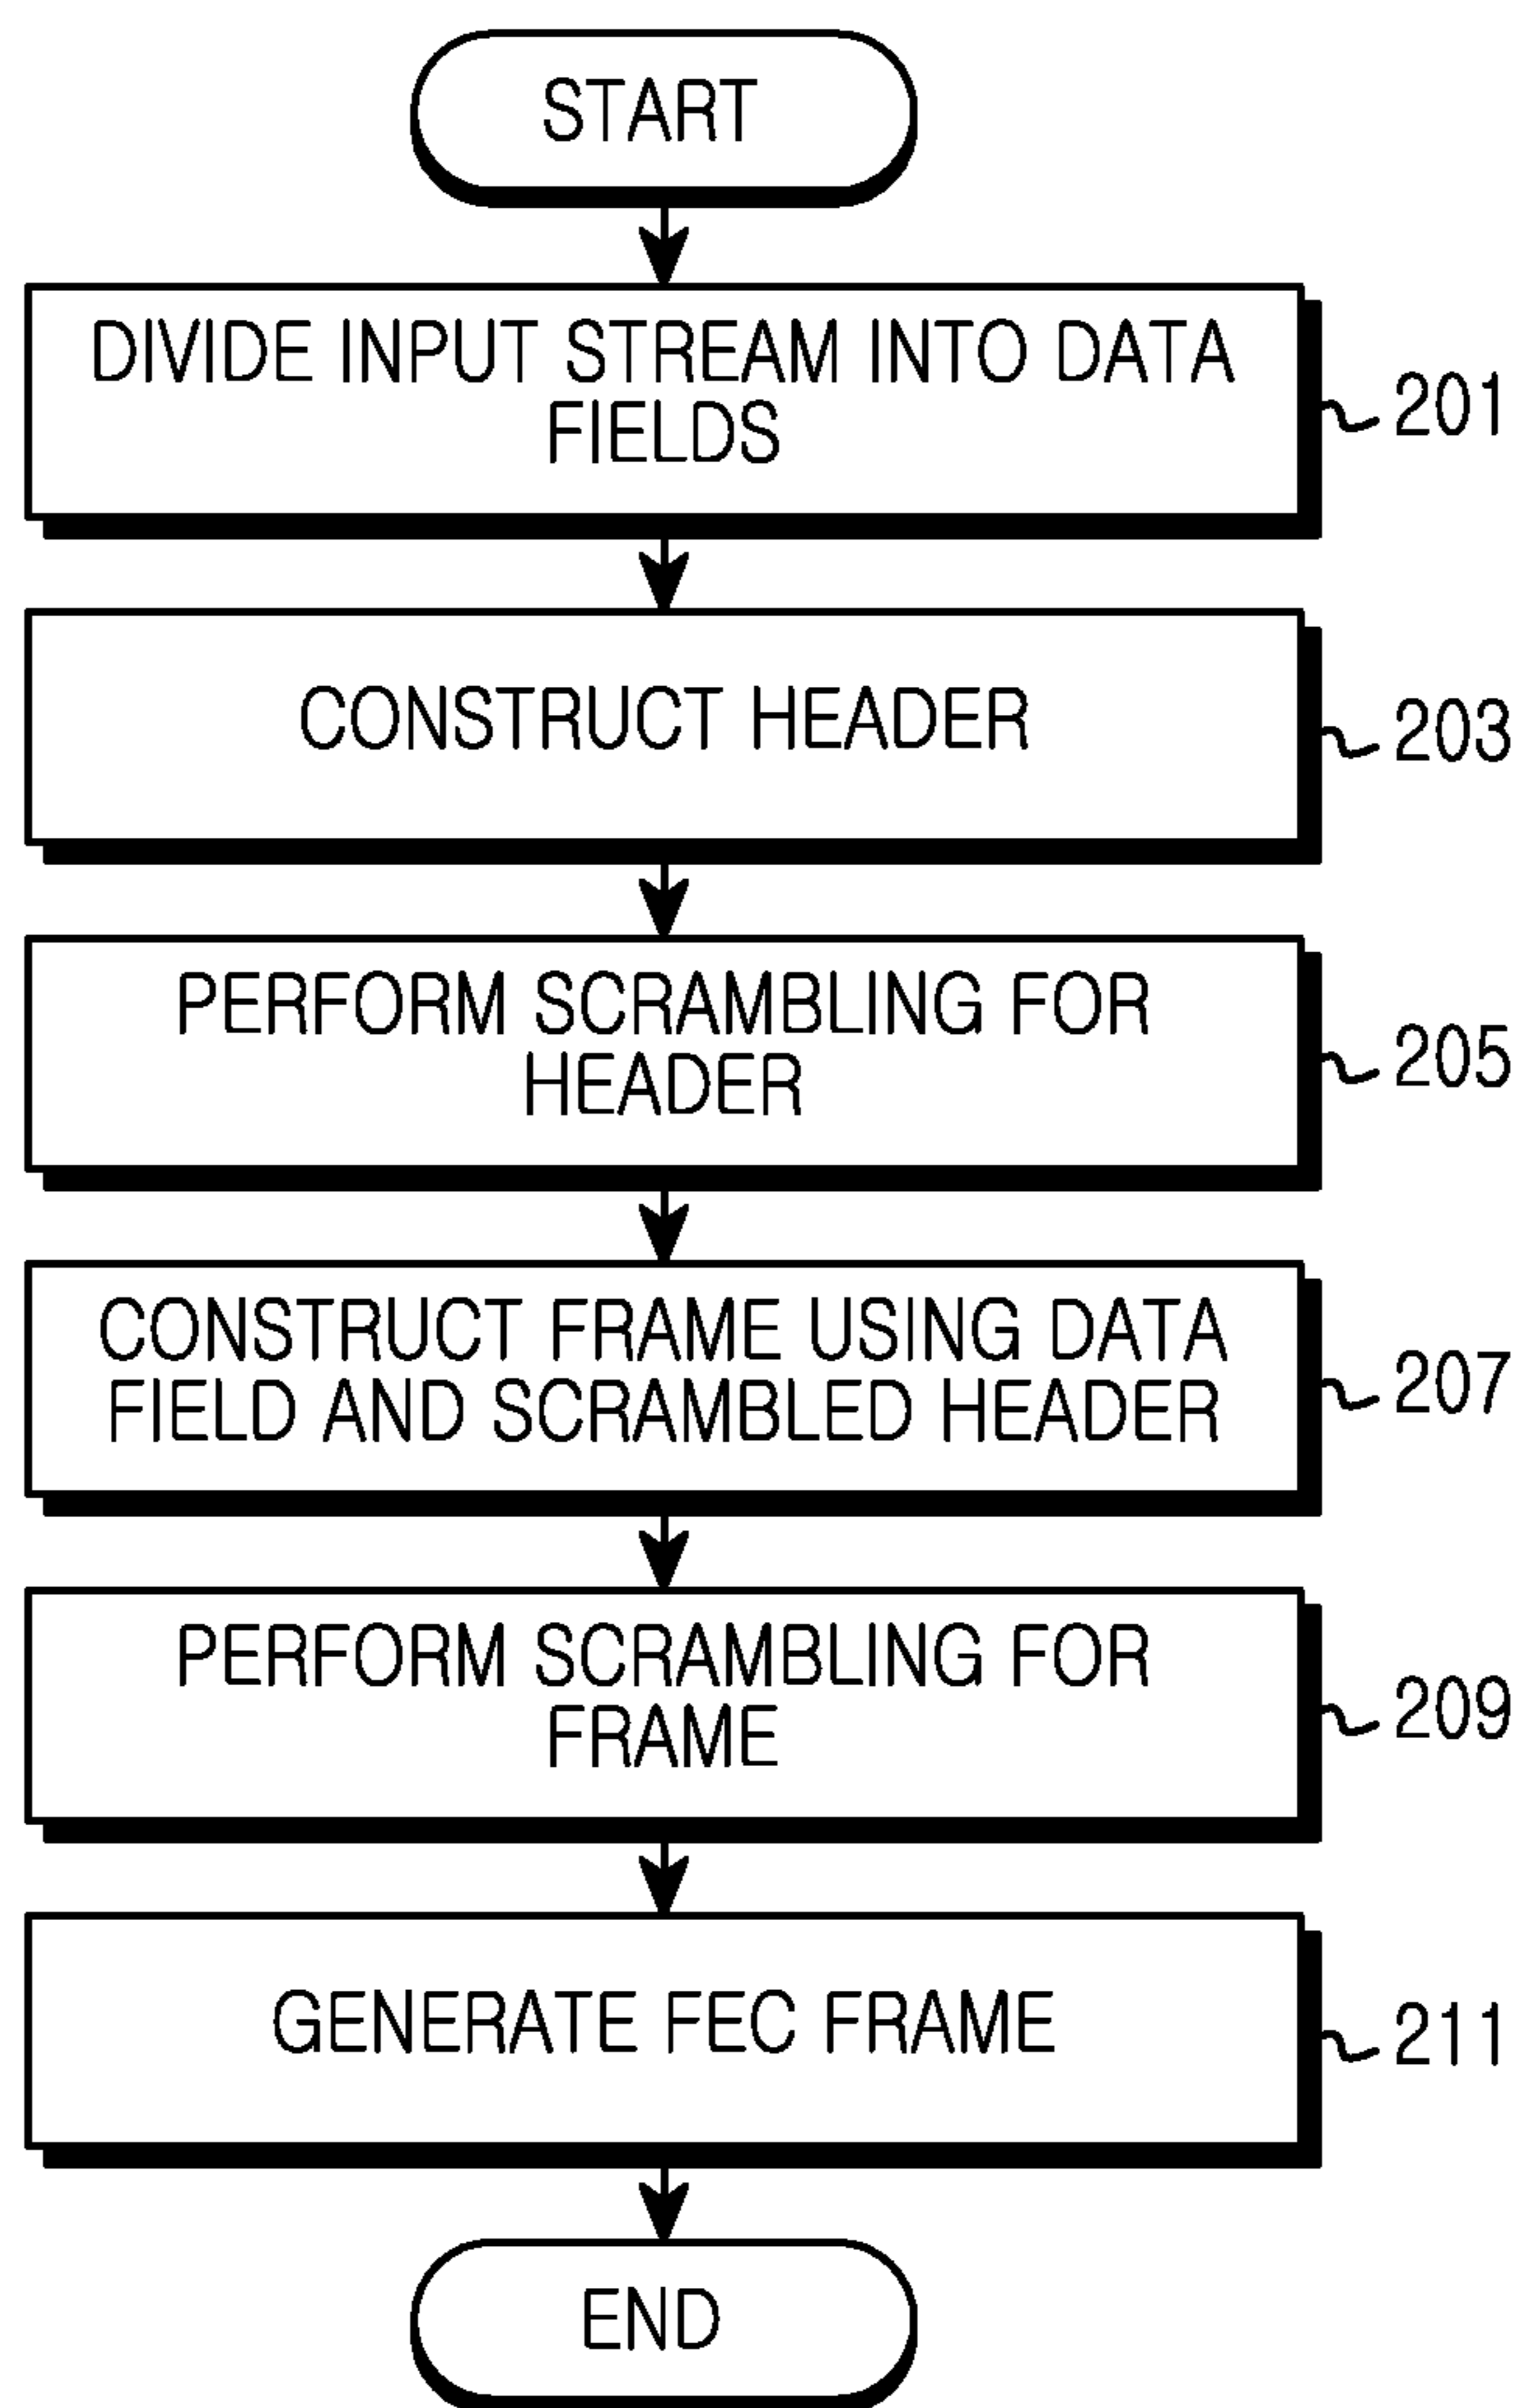 START
DIVIDE INPUT STREAM INTO DATA
FIELDS
201
CONSTRUCT HEADER
203
PERFORM SCRAMBLING FOR
HEADER
205
CONSTRUCT FRAME USING DATA
FIELD AND SCRAMBLED HEADER
207
PERFORM SCRAMBLING FOR
FRAME
209
GENERATE FEC FRAME
211
END